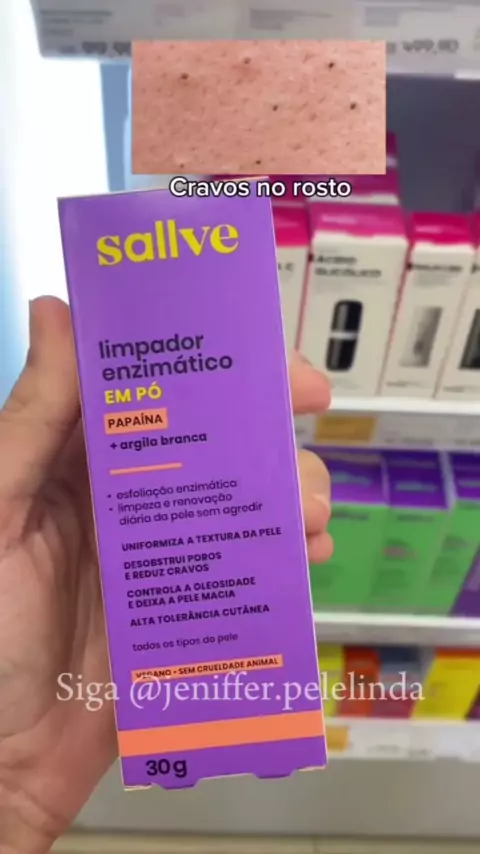 499,80
Cravos no rosto
sallve
limpador
enzimático
EM PÓ
PAPAÍNA
+ argila branca
• esfoliação enzimática
• limpeza e renovação
diária da pele sem agredir
UNIFORMIZA A TEXTURA DA PELE
DESOBSTRUI POROS
E REDUZ CRAVOS
CONTROLA A OLEOSIDADE
E DEIXA A PELE MACIA
ALTA TOLERÂNCIA CUTÂNEA
todos os tipos de pele
VEGANO • SEM CRUELDADE ANIMAL
Siga @jeniffer.pelelinda
30g